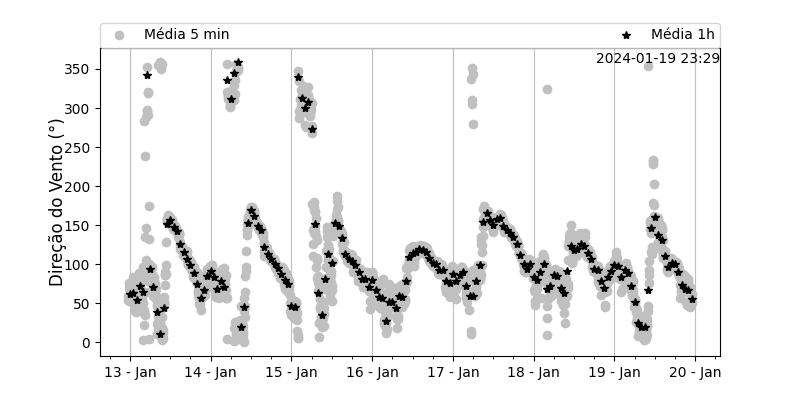 Média 5 min
Média 1h
2024-01-19 23:29
Direção do Vento (°)
350
300
250
200
150
100
50
0
13 - Jan
14 - Jan
15 - Jan
16 - Jan
17 - Jan
18 - Jan
19 - Jan
20 - Jan